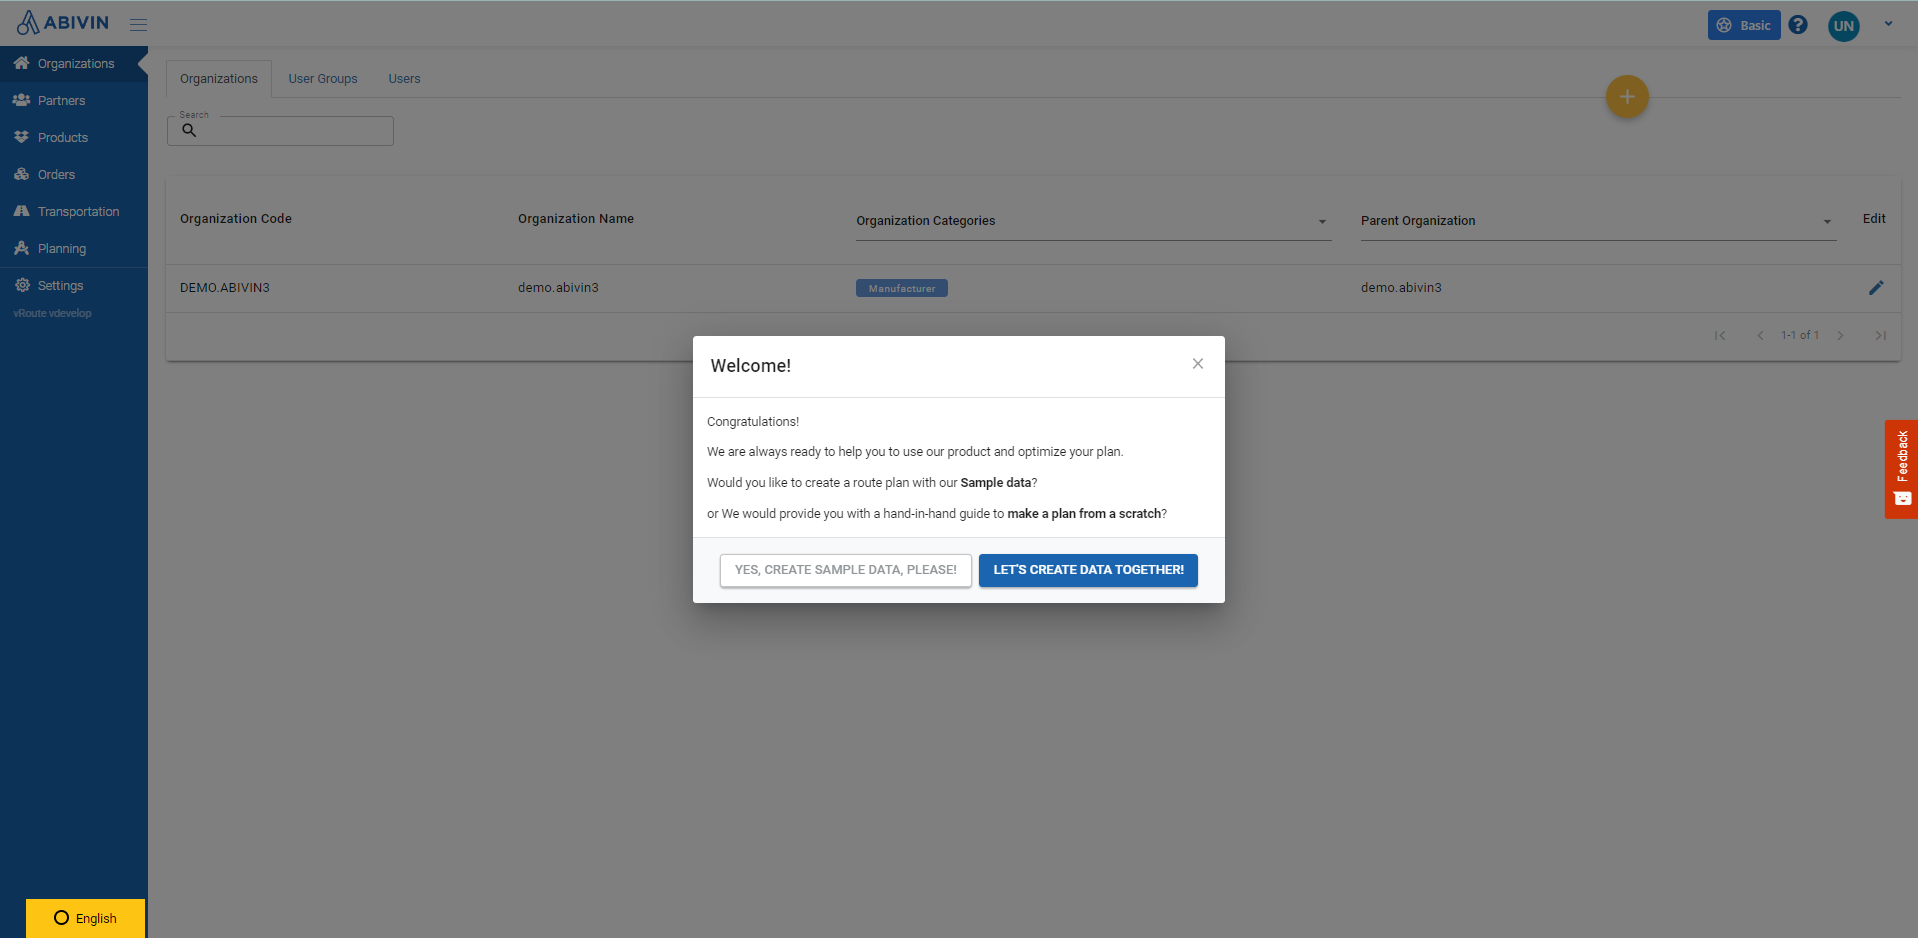 ABIVIN
Basic
UN
Organizations
Partners
Products
Orders
Transportation
Planning
Settings
vRoute vdevelop
Organizations User Groups Users
Search
Organization Code Organization Name Organization Categories Parent Organization Edit
DEMO.ABIVIN3 demo.abivin3 Manufacturer demo.abivin3
1-1 of 1
Welcome!
Congratulations!
We are always ready to help you to use our product and optimize your plan.
Would you like to create a route plan with our Sample data?
or We would provide you with a hand-in-hand guide to make a plan from a scratch?
YES, CREATE SAMPLE DATA, PLEASE! LET'S CREATE DATA TOGETHER!
Feedback
English